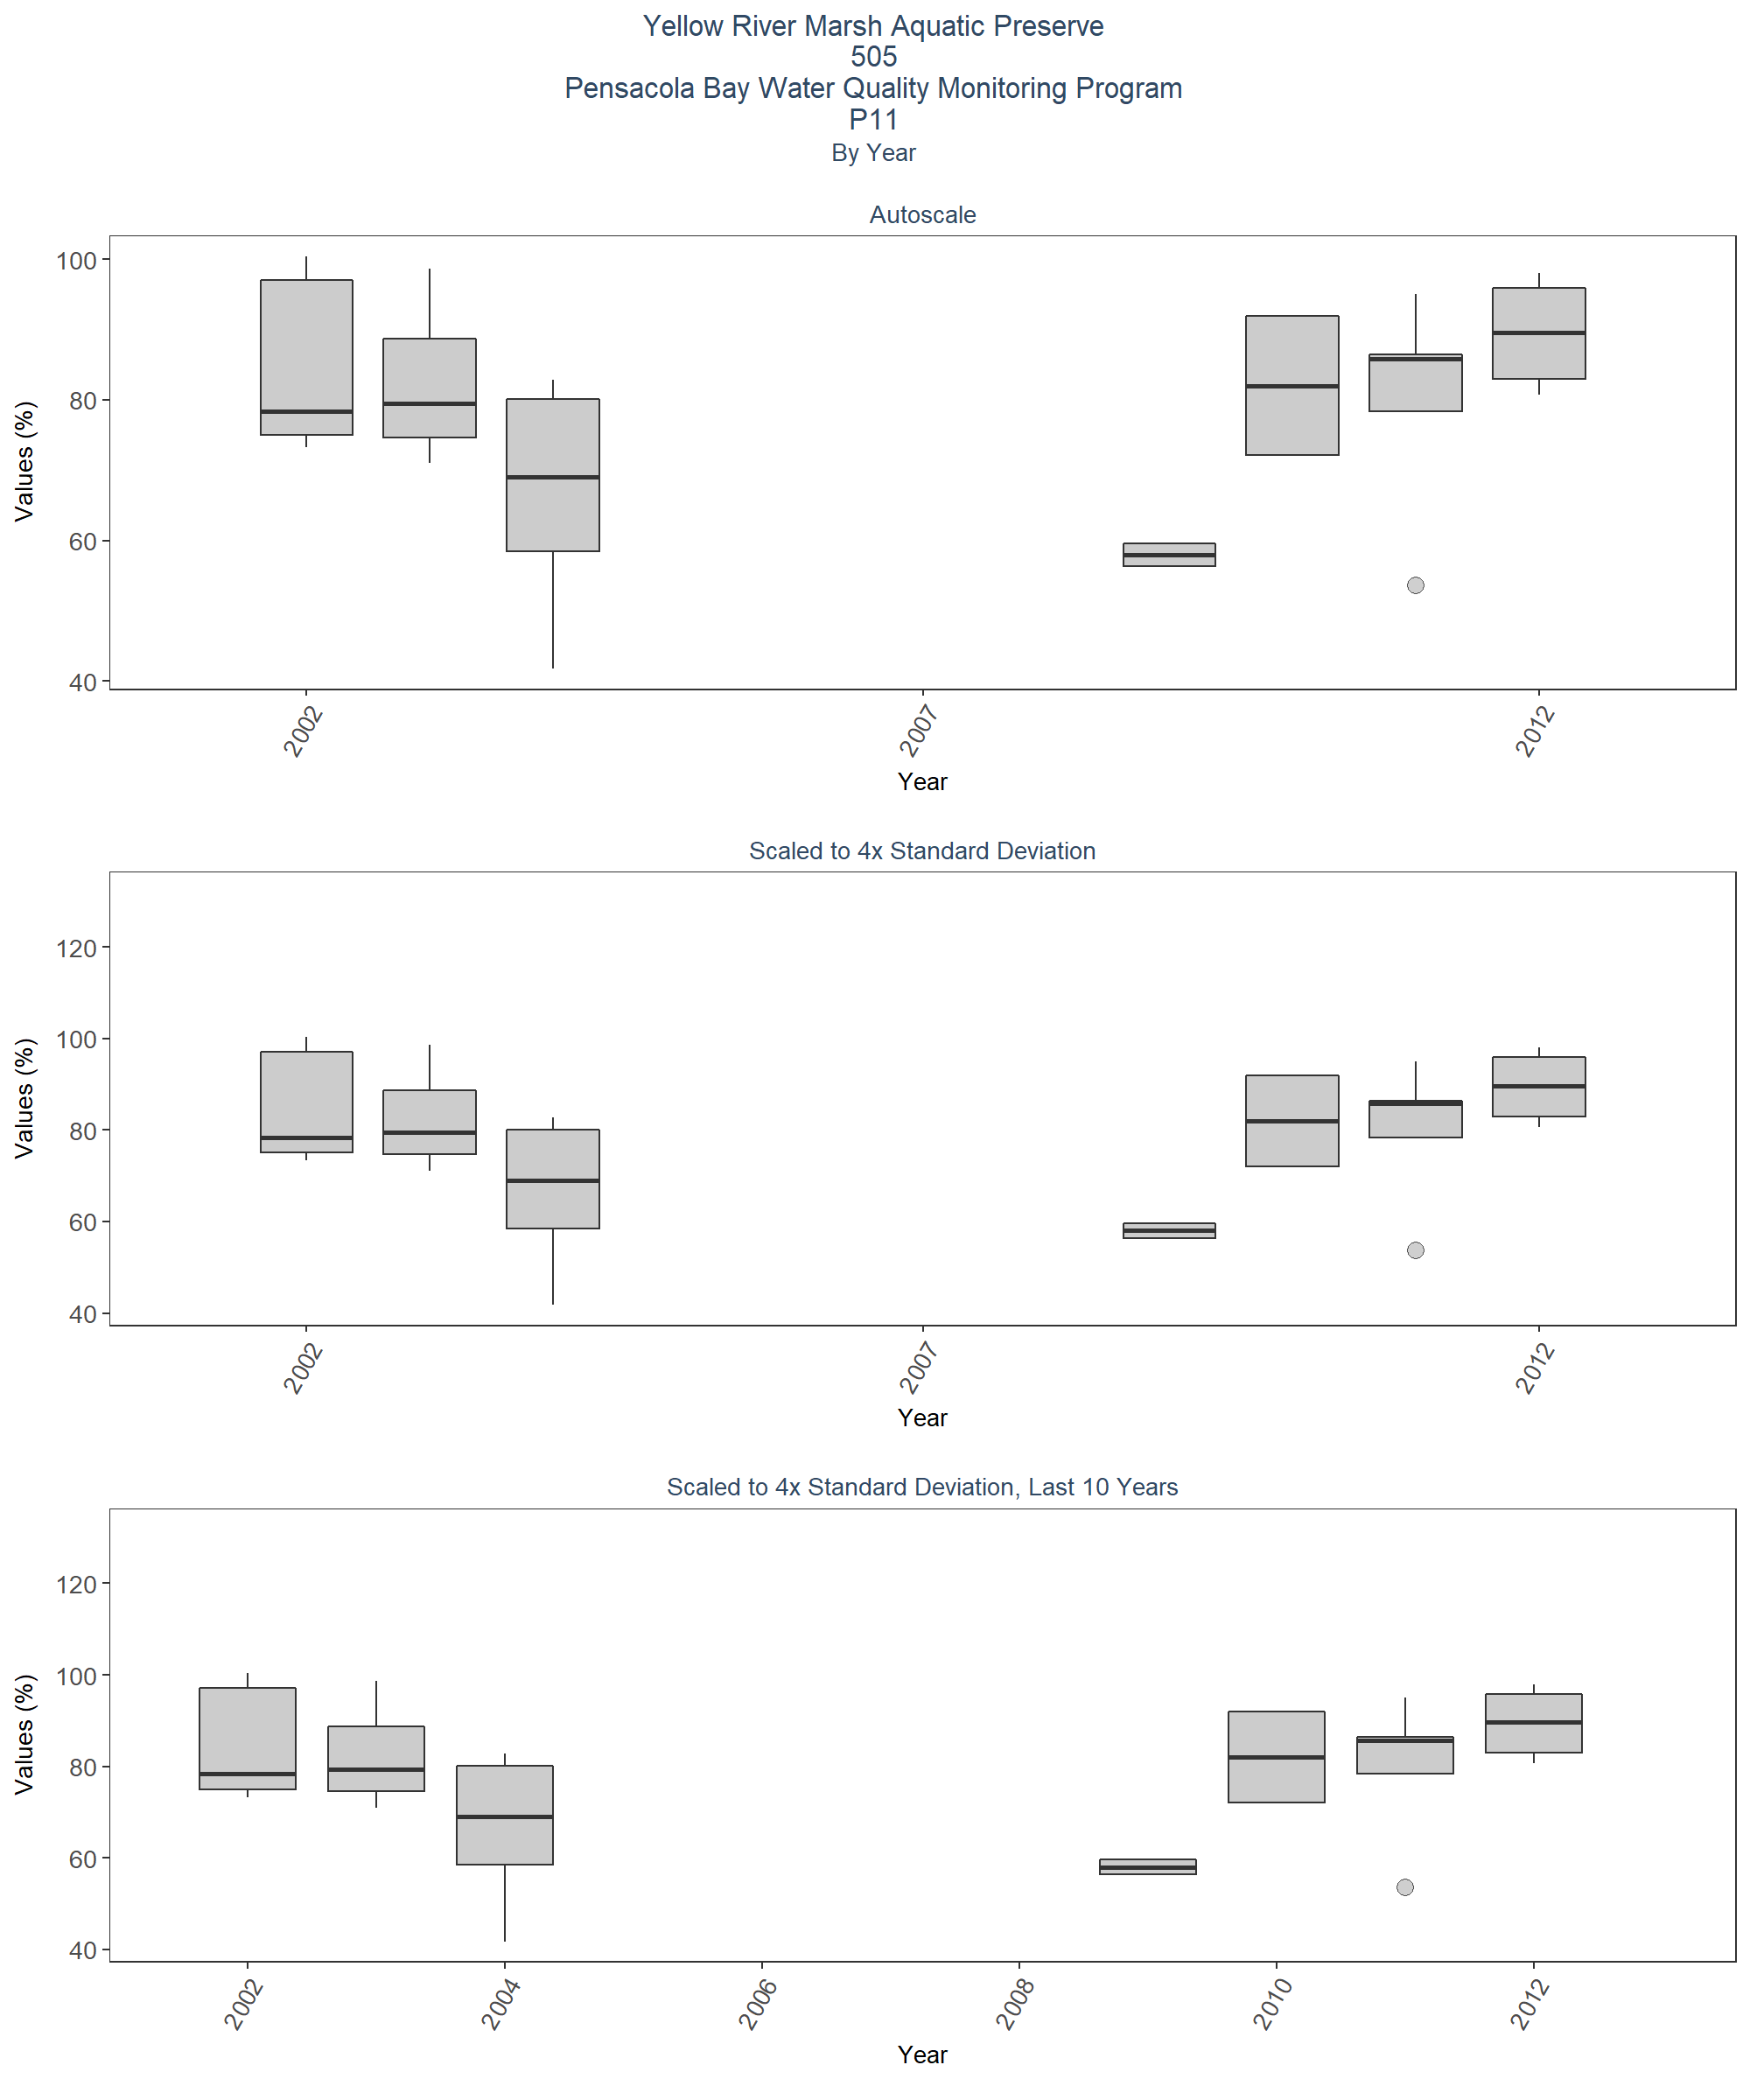 Yellow River Marsh Aquatic Preserve
505
Pensacola Bay Water Quality Monitoring Program
P11
By Year
Autoscale
Values (%)
100
80
60
40
2002
2007
2012
Year
Scaled to 4x Standard Deviation
Values (%)
120
100
80
60
40
2002
2007
2012
Year
Scaled to 4x Standard Deviation, Last 10 Years
Values (%)
120
100
80
60
40
2002
2004
2006
2008
2010
2012
Year